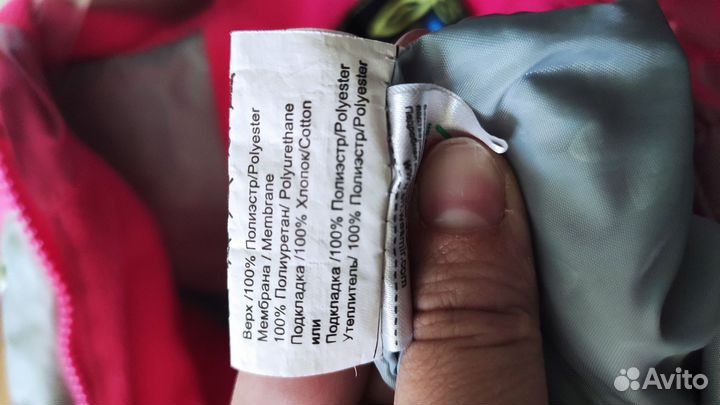 Верх /100% Полиэстр/Polyester
Мембрана / Membrane
100% Полиуретан/ Polyurethane
Подкладка /100% Хлопок/Cotton
или
Подкладка /100% Полиэстр/Polyester
Утеплитель/ 100% Полиэстр/Polyester
Avito